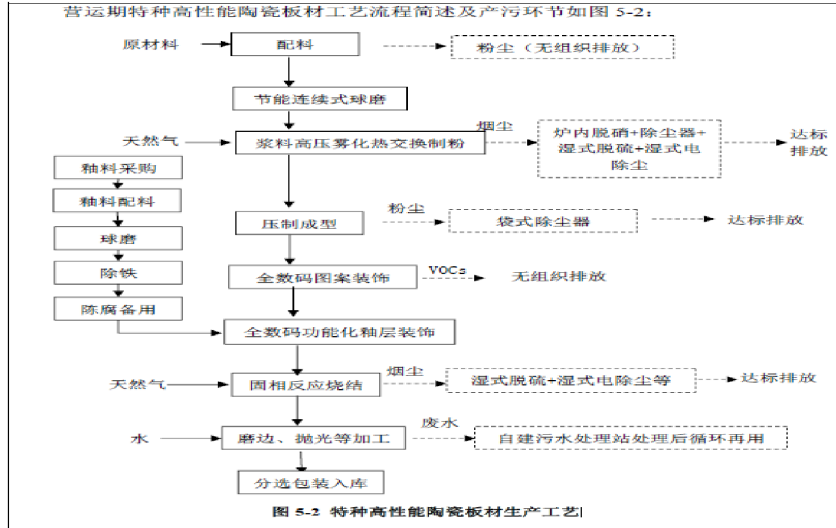 营运期特种高性能陶瓷板材工艺流程简述及产污环节如图 5-2：
原材料 配料 粉尘（无组织排放）
节能连续式球磨
天然气 浆料高压雾化热交换制粉 烟尘 炉内脱硝+除尘器+
湿式脱硫+湿式电
除尘
达标
排放
釉料采购
釉料配料
球磨
除铁
陈腐备用
压制成型 粉尘 袋式除尘器 达标排放
全数码图案装饰 VOCs 无组织排放
全数码功能化釉层装饰
天然气 固相反应烧结 烟尘 湿式脱硫+湿式电除尘等 达标排放
水 磨边、抛光等加工 废水 自建污水处理站处理后循环再用
分选包装入库
图 5-2 特种高性能陶瓷板材生产工艺